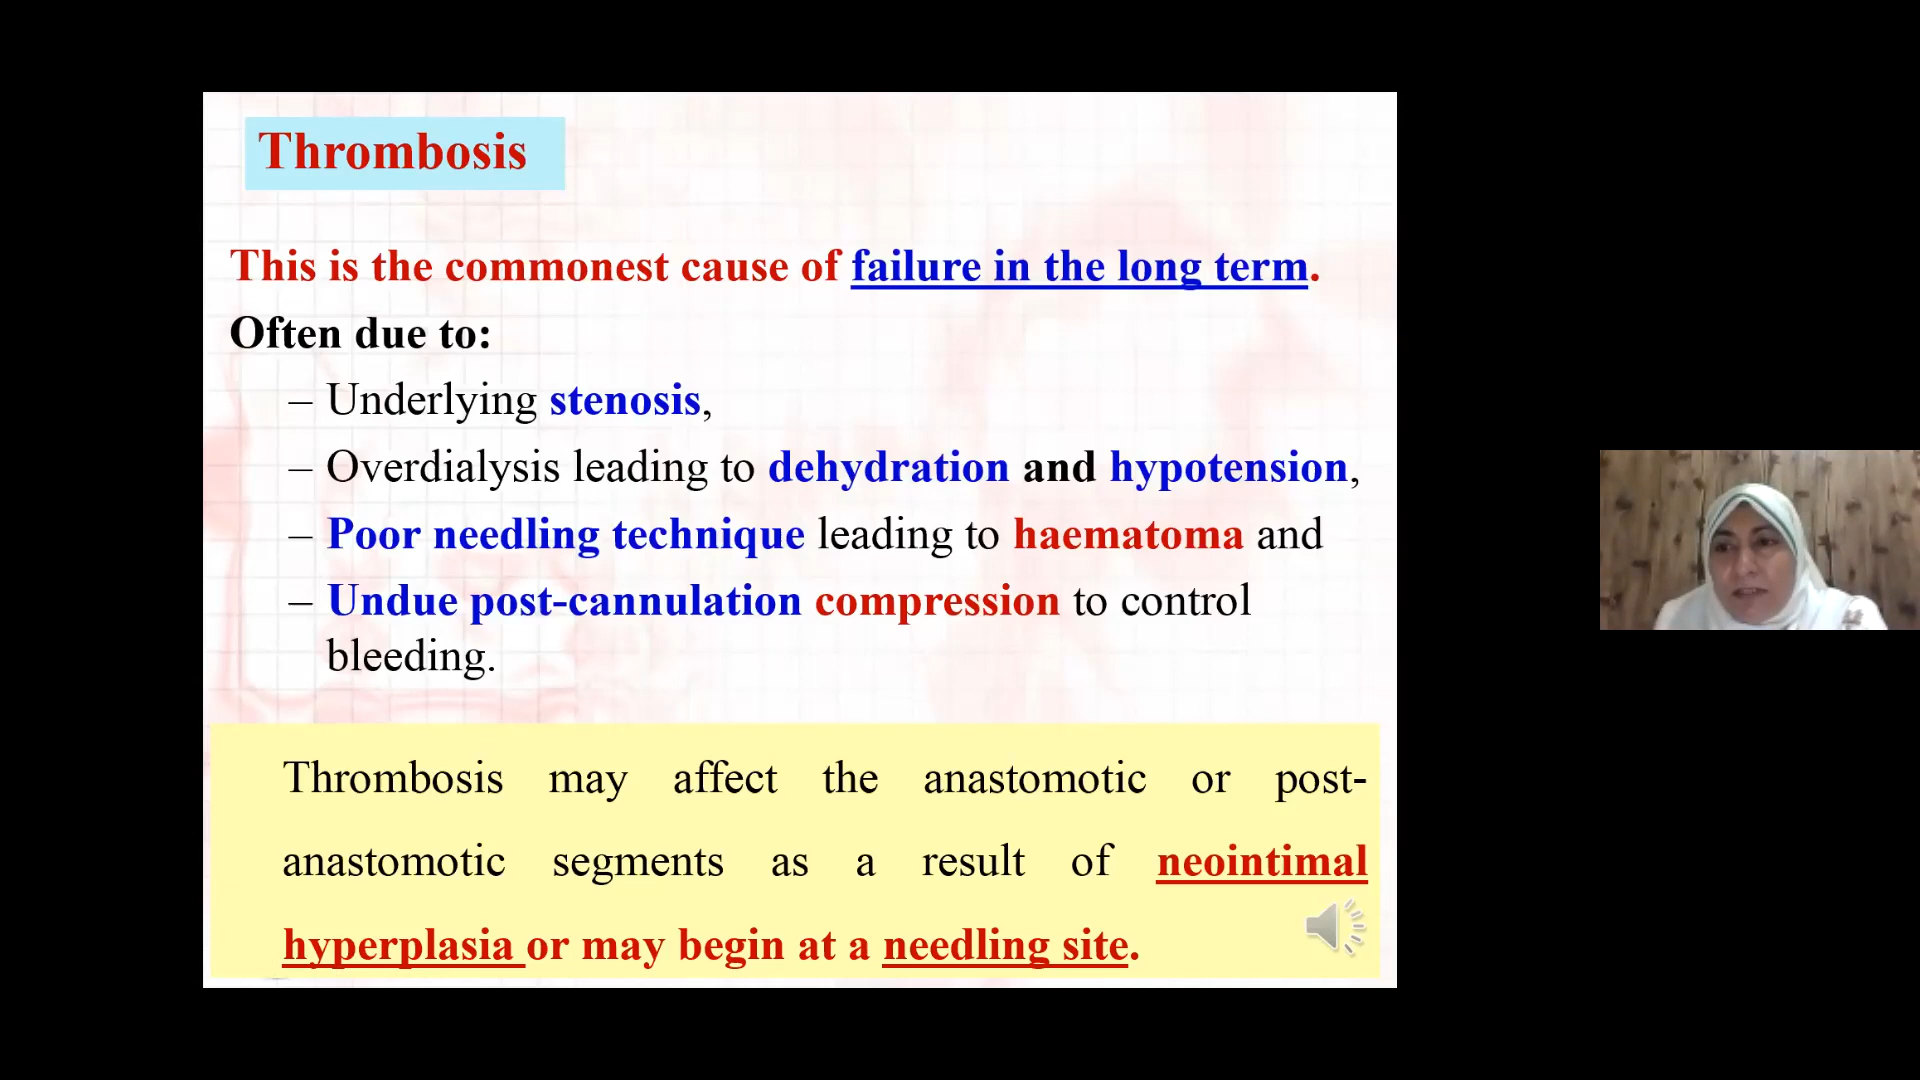 Thrombosis
This is the commonest cause of failure in the long term.
Often due to:
– Underlying stenosis,
– Overdialysis leading to dehydration and hypotension,
– Poor needling technique leading to haematoma and
– Undue post-cannulation compression to control
bleeding.
Thrombosis may affect the anastomotic or post-
anastomotic segments as a result of neointimal
hyperplasia or may begin at a needling site.